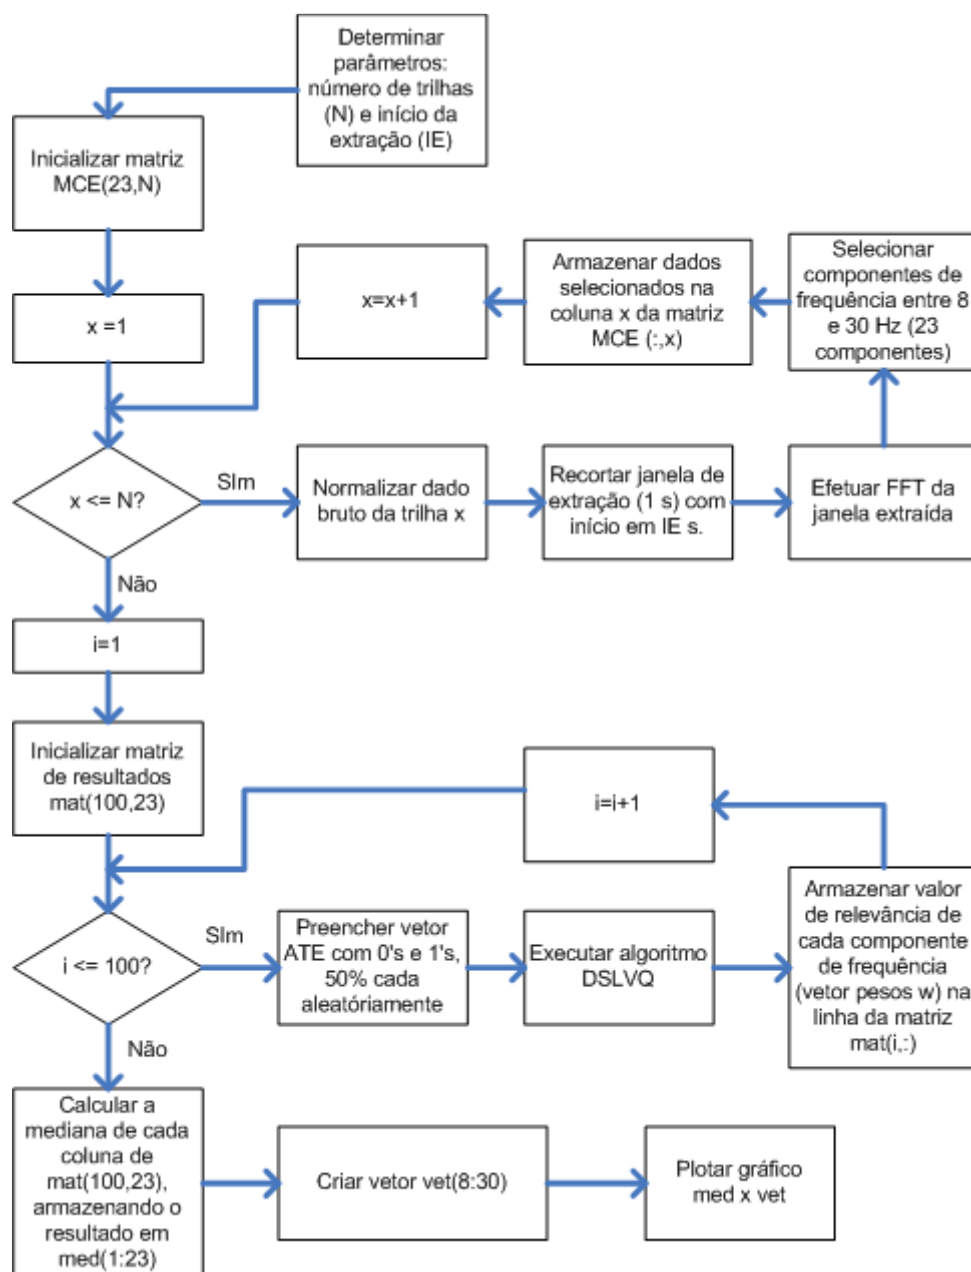 Determinar
parâmetros:
número de trilhas
(N) e início da
extração (IE)
Inicializar matriz
MCE(23,N)
x =1
x=x+1
Armazenar dados
selecionados na
coluna x da matriz
MCE (:,x)
Selecionar
componentes de
frequência entre 8
e 30 Hz (23
componentes)
x <= N?
SIm
Normalizar dado
bruto da trilha x
Recortar janela de
extração (1 s) com
início em IE s.
Efetuar FFT da
janela extraída
Não
i=1
Inicializar matriz
de resultados
mat(100,23)
i=i+1
i <= 100?
SIm
Preencher vetor
ATE com 0's e 1's,
50% cada
aleatóriamente
Executar algoritmo
DSLVQ
Armazenar valor
de relevância de
cada componente
de frequência
(vetor pesos w) na
linha da matriz
mat(i,:)
Não
Calcular a
mediana de cada
coluna de
mat(100,23),
armazenando o
resultado em
med(1:23)
Criar vetor vet(8:30)
Plotar gráfico
med x vet